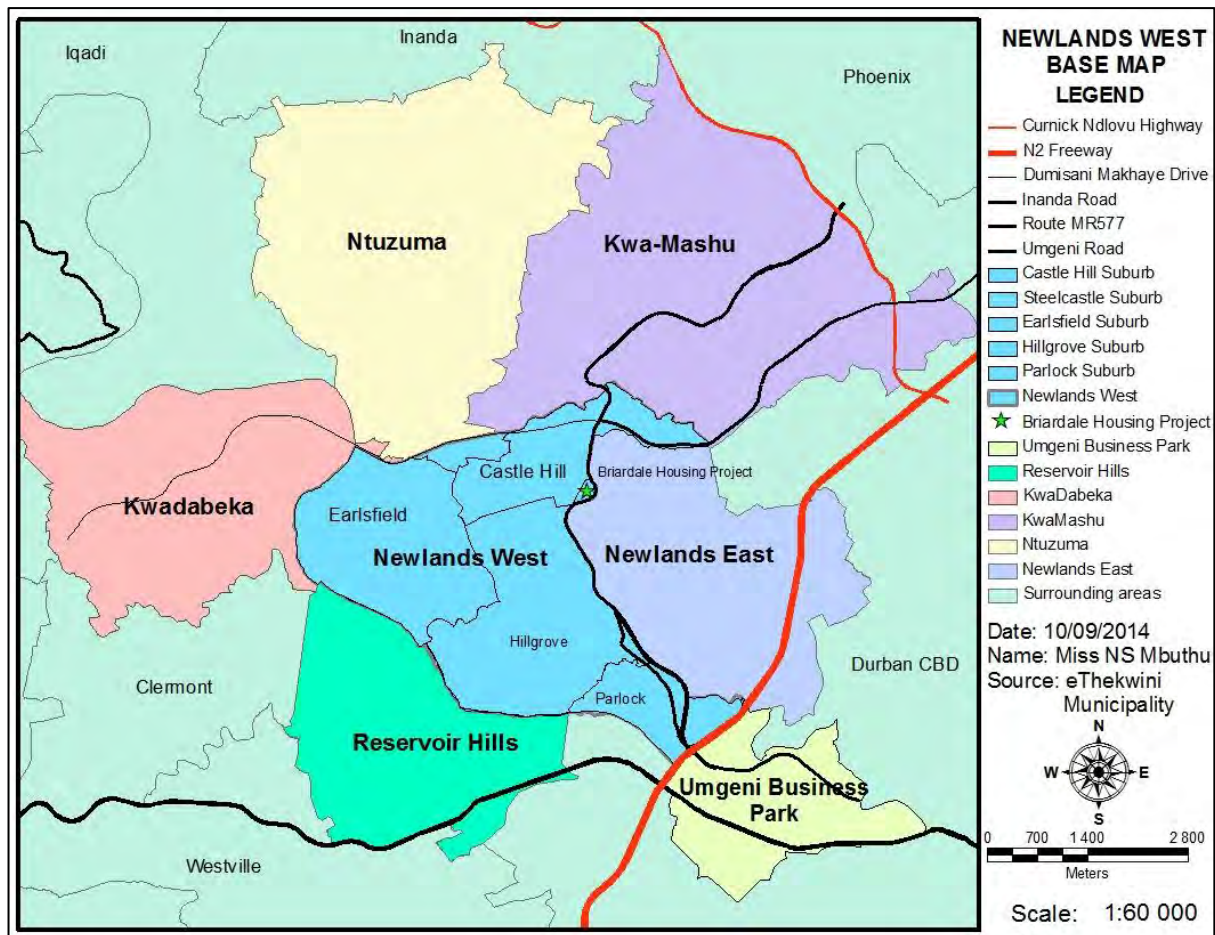 Iqadi
Inanda
Phoenix
Ntuzuma
Kwa-Mashu
Castle Hill
Briardale Housing Project
Kwadabeka
Earlsfield
Newlands West
Newlands East
Hillgrove
Clermont
Parlock
Durban CBD
Reservoir Hills
Umgeni Business
Park
Westville
NEWLANDS WEST
BASE MAP
LEGEND
Curnick Ndlovu Highway
N2 Freeway
Dumisani Makhaye Drive
Inanda Road
Route MR577
Umgeni Road
Castle Hill Suburb
Steelcastle Suburb
Earlsfield Suburb
Hillgrove Suburb
Parlock Suburb
Newlands West
Briardale Housing Project
Umgeni Business Park
Reservoir Hills
KwaDabeka
KwaMashu
Ntuzuma
Newlands East
Surrounding areas
Date: 10/09/2014
Name: Miss NS Mbuthu
Source: eThekwini
Municipality
N
W E
S
0 700 1 400 2 800
Meters
Scale: 1:60 000